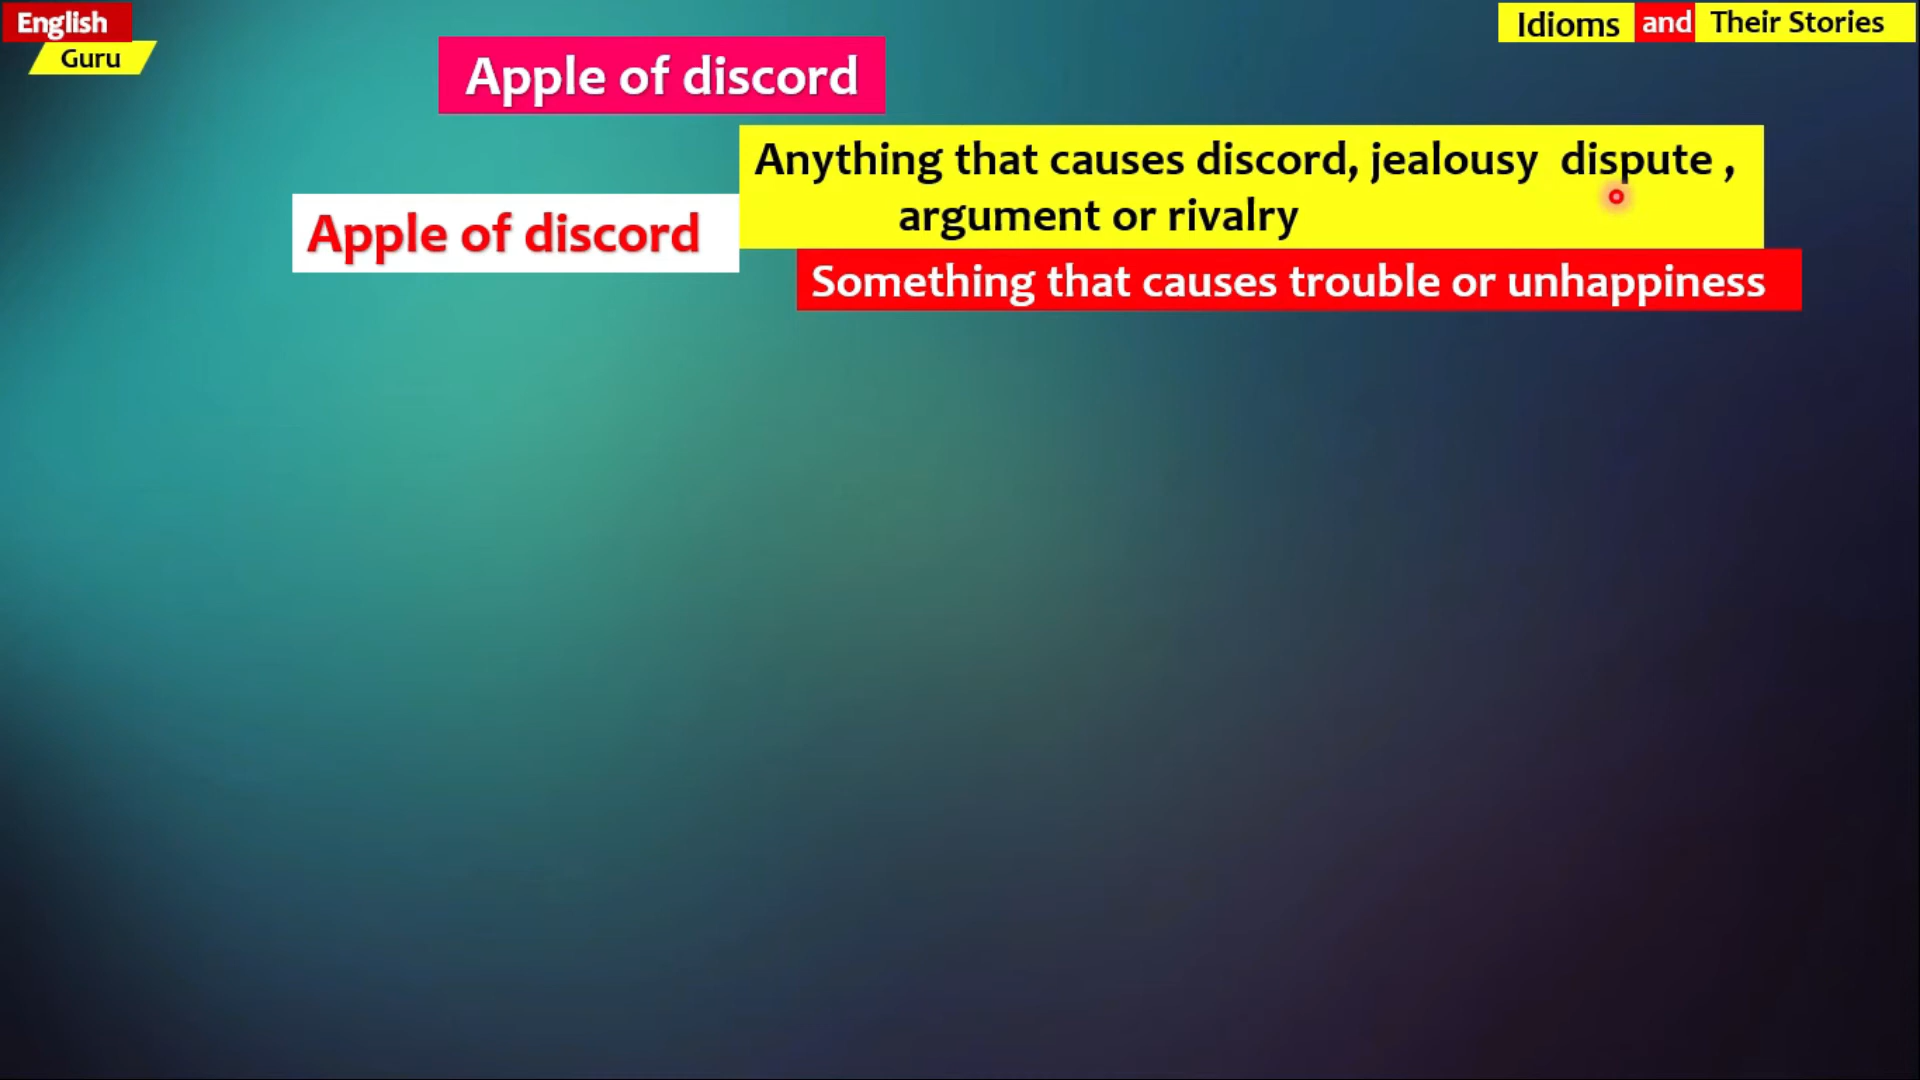 English
Guru
Idioms and Their Stories
Apple of discord
Anything that causes discord, jealousy dispute ,
argument or rivalry
Apple of discord
Something that causes trouble or unhappiness